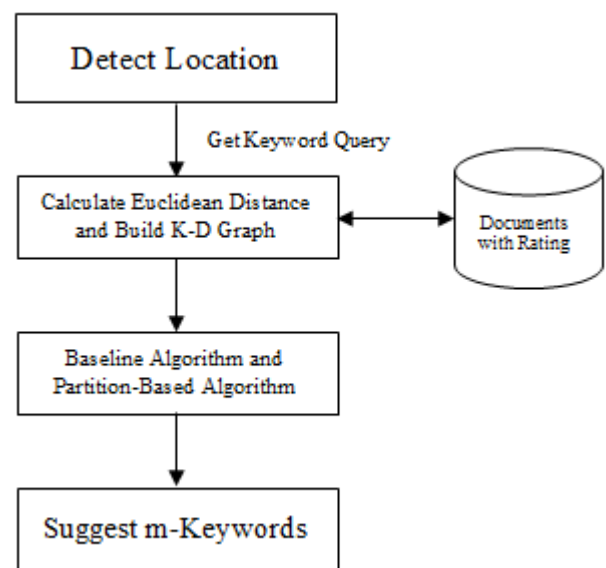 Detect Location
Get Keyword Query
Calculate Euclidean Distance
and Build K-D Graph
Documents
with Rating
Baseline Algorithm and
Partition-Based Algorithm
Suggest m-Keywords